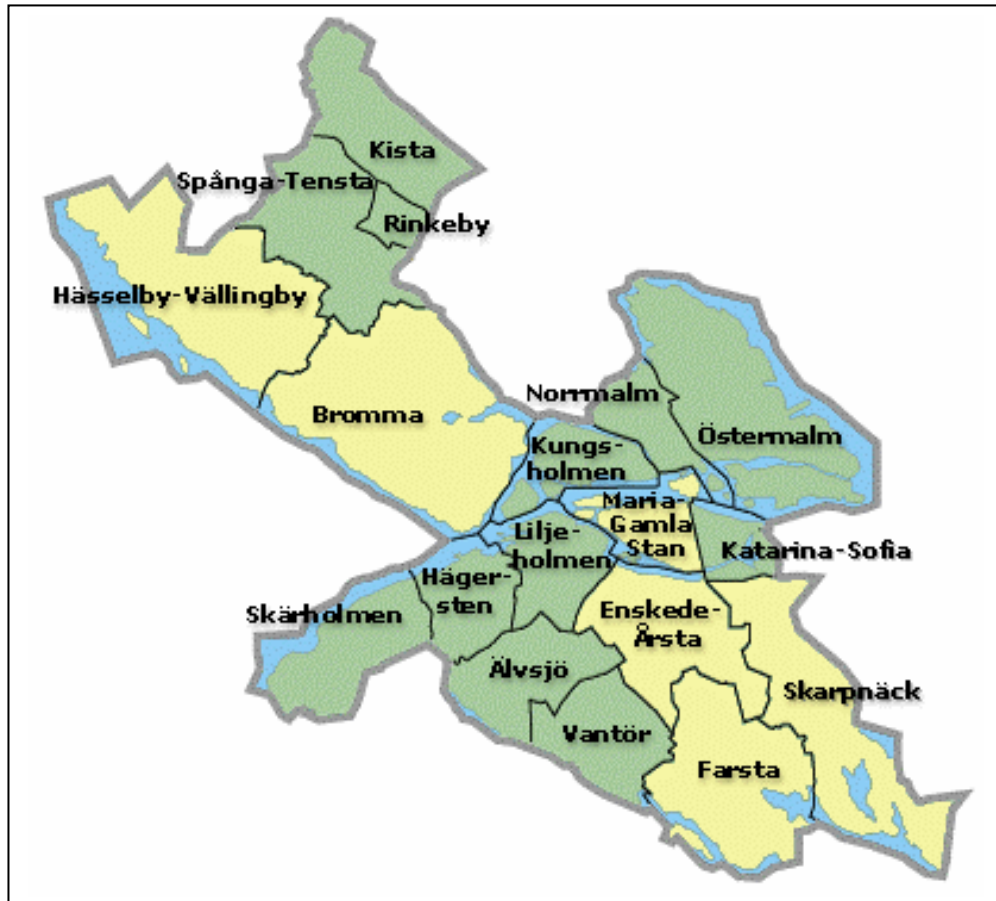 Kista
Spånga-Tensta
Rinkeby
Hässelby-Vällingby
Norrmalm
Bromma
Östermalm
Kungs-
holmen
Maria-
Gamla
Stan
Lilje-
holmen
Katarina-Sofia
Häger-
sten
Skärholmen
Enskede-
Årsta
Älvsjö
Skarpnäck
Vantör
Farsta